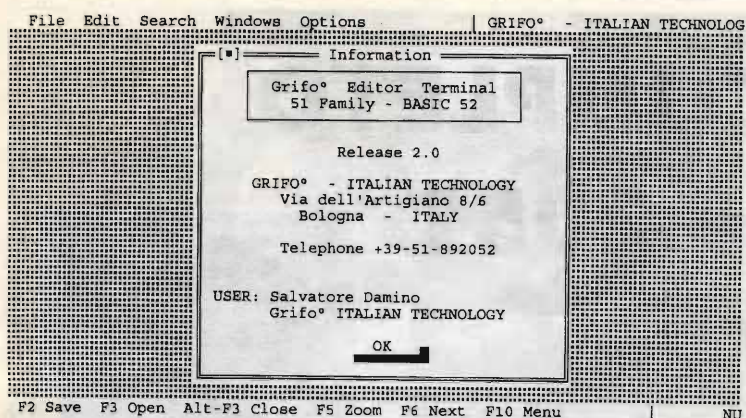 File Edit Search Windows Options | GRIFO° - ITALIAN TECHNOLOG
[■] Information
Grifo° Editor Terminal
51 Family - BASIC 52
Release 2.0
GRIFO° - ITALIAN TECHNOLOGY
Via dell'Artigiano 8/6
Bologna - ITALY
Telephone +39-51-892052
USER: Salvatore Damino
Grifo° ITALIAN TECHNOLOGY
OK
F2 Save F3 Open Alt-F3 Close F5 Zoom F6 Next F10 Menu |